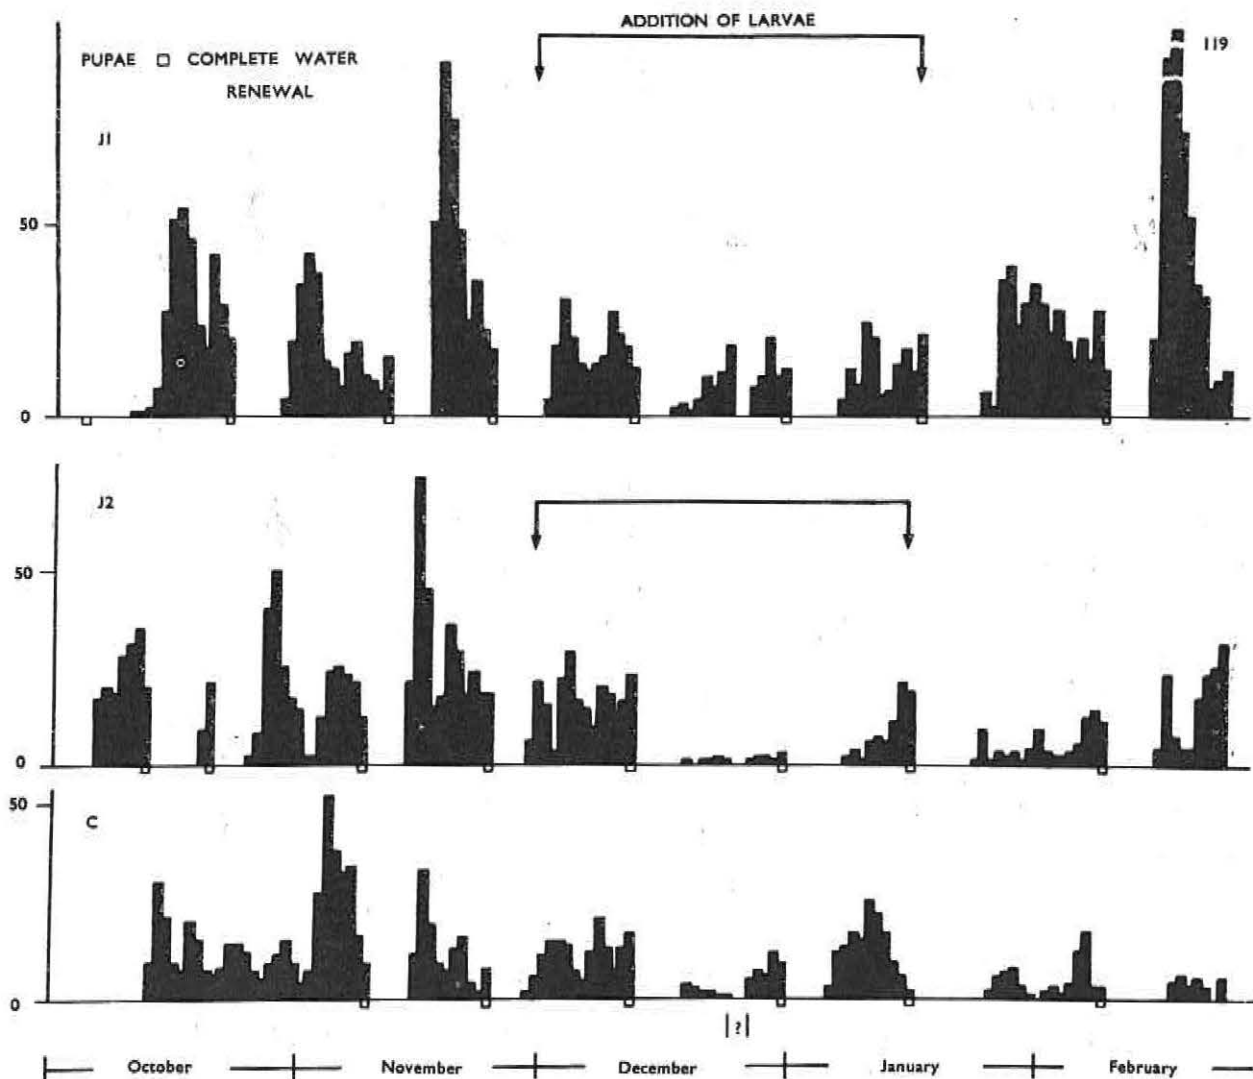 ADDITION OF LARVAE
119
PUPAE COMPLETE WATER
RENEWAL
J1
50
0
J2
50
0
C
50
0
|?|
October November December January February